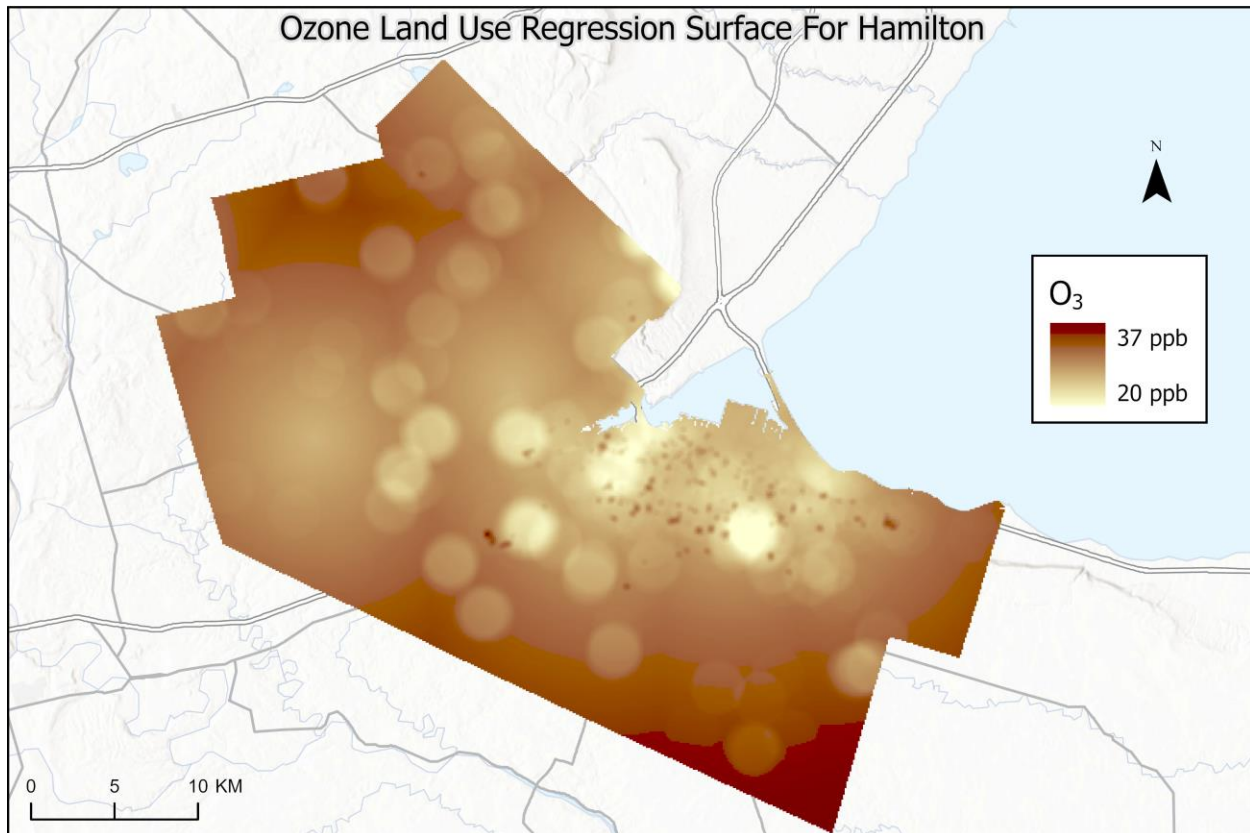 Ozone Land Use Regression Surface For Hamilton
N
O₃
37 ppb
20 ppb
0 5 10 KM